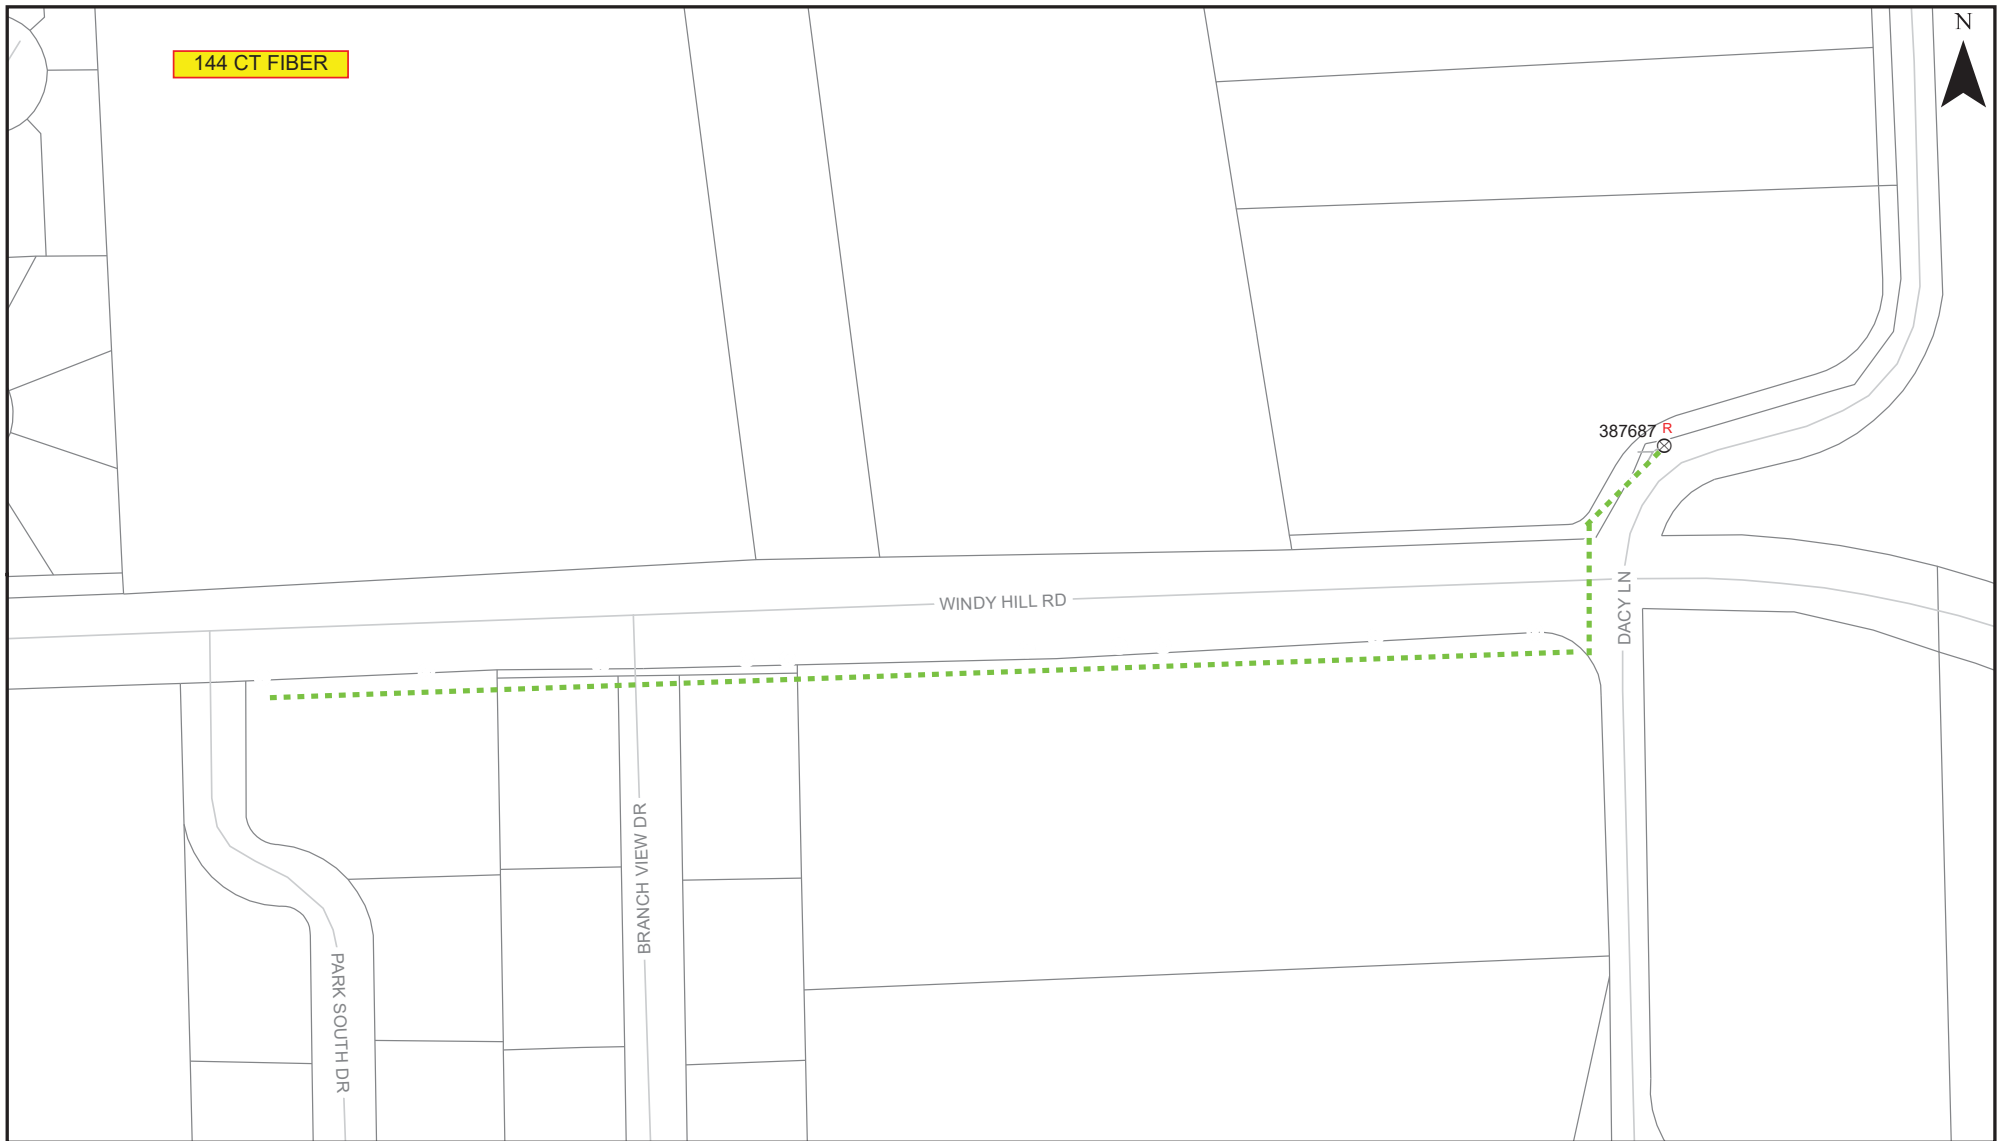 N
144 CT FIBER
387687 R
WINDY HILL RD
DACY LN
BRANCH VIEW DR
PARK SOUTH DR